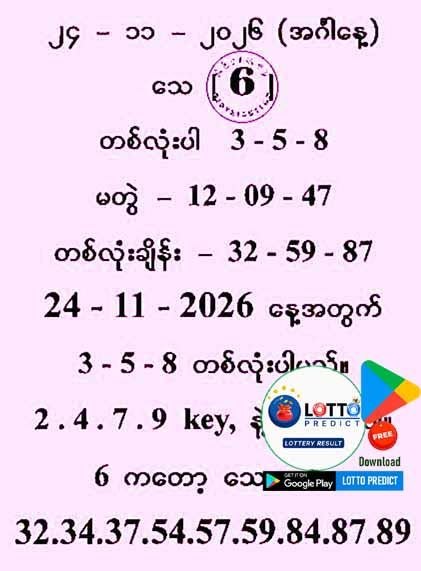 ၂၄ - ၁၁ - ၂၀၂၆ (အင်္ဂါနေ့)
သေ [6]
တစ်လုံးပါ 3 - 5 - 8
မတွဲ - 12 - 09 - 47
တစ်လုံးချိန်း - 32 - 59 - 87
24 - 11 - 2026 နေ့အတွက်
3 - 5 - 8 တစ်လုံးပါမည်။
2 . 4 . 7 . 9 key,
LOTTO
PREDICT
LOTTERY RESULT
FREE
Download
6 ကတော့ သေ
GET IT ON
Google Play
LOTTO PREDICT
32.34.37.54.57.59.84.87.89